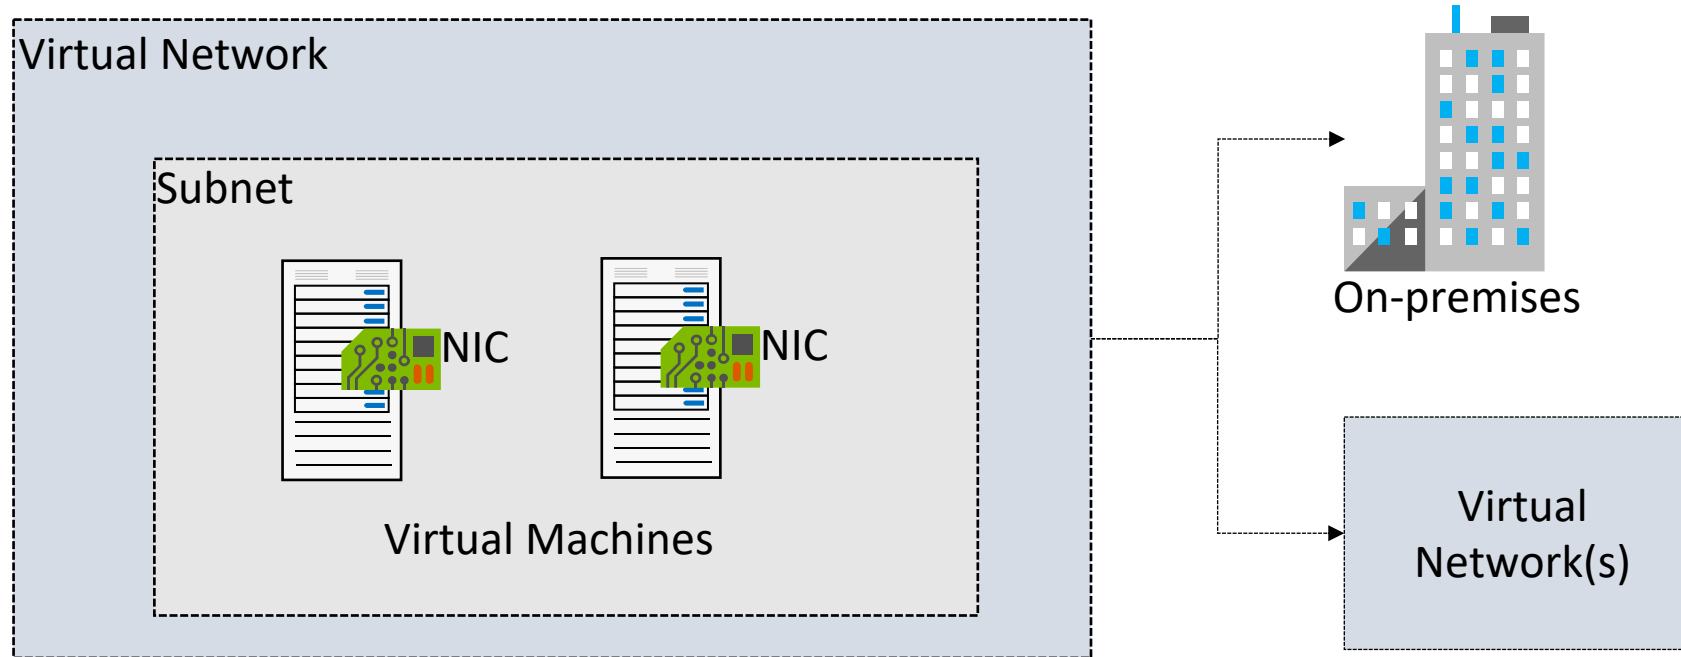 Virtual Network
Subnet
NIC
NIC
Virtual Machines
On-premises
Virtual
Network(s)